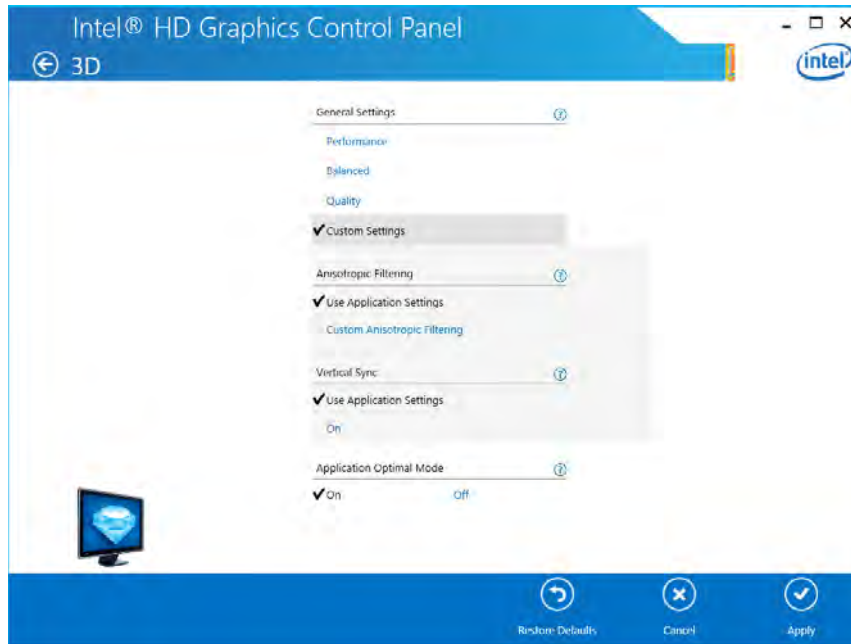 Intel® HD Graphics Control Panel
3D
intel
General Settings
Performance
Balanced
Quality
Custom Settings
Anisotropic Filtering
Use Application Settings
Custom Anisotropic Filtering
Vertical Sync
Use Application Settings
On
Application Optimal Mode
On Off
Restore Defaults Cancel Apply